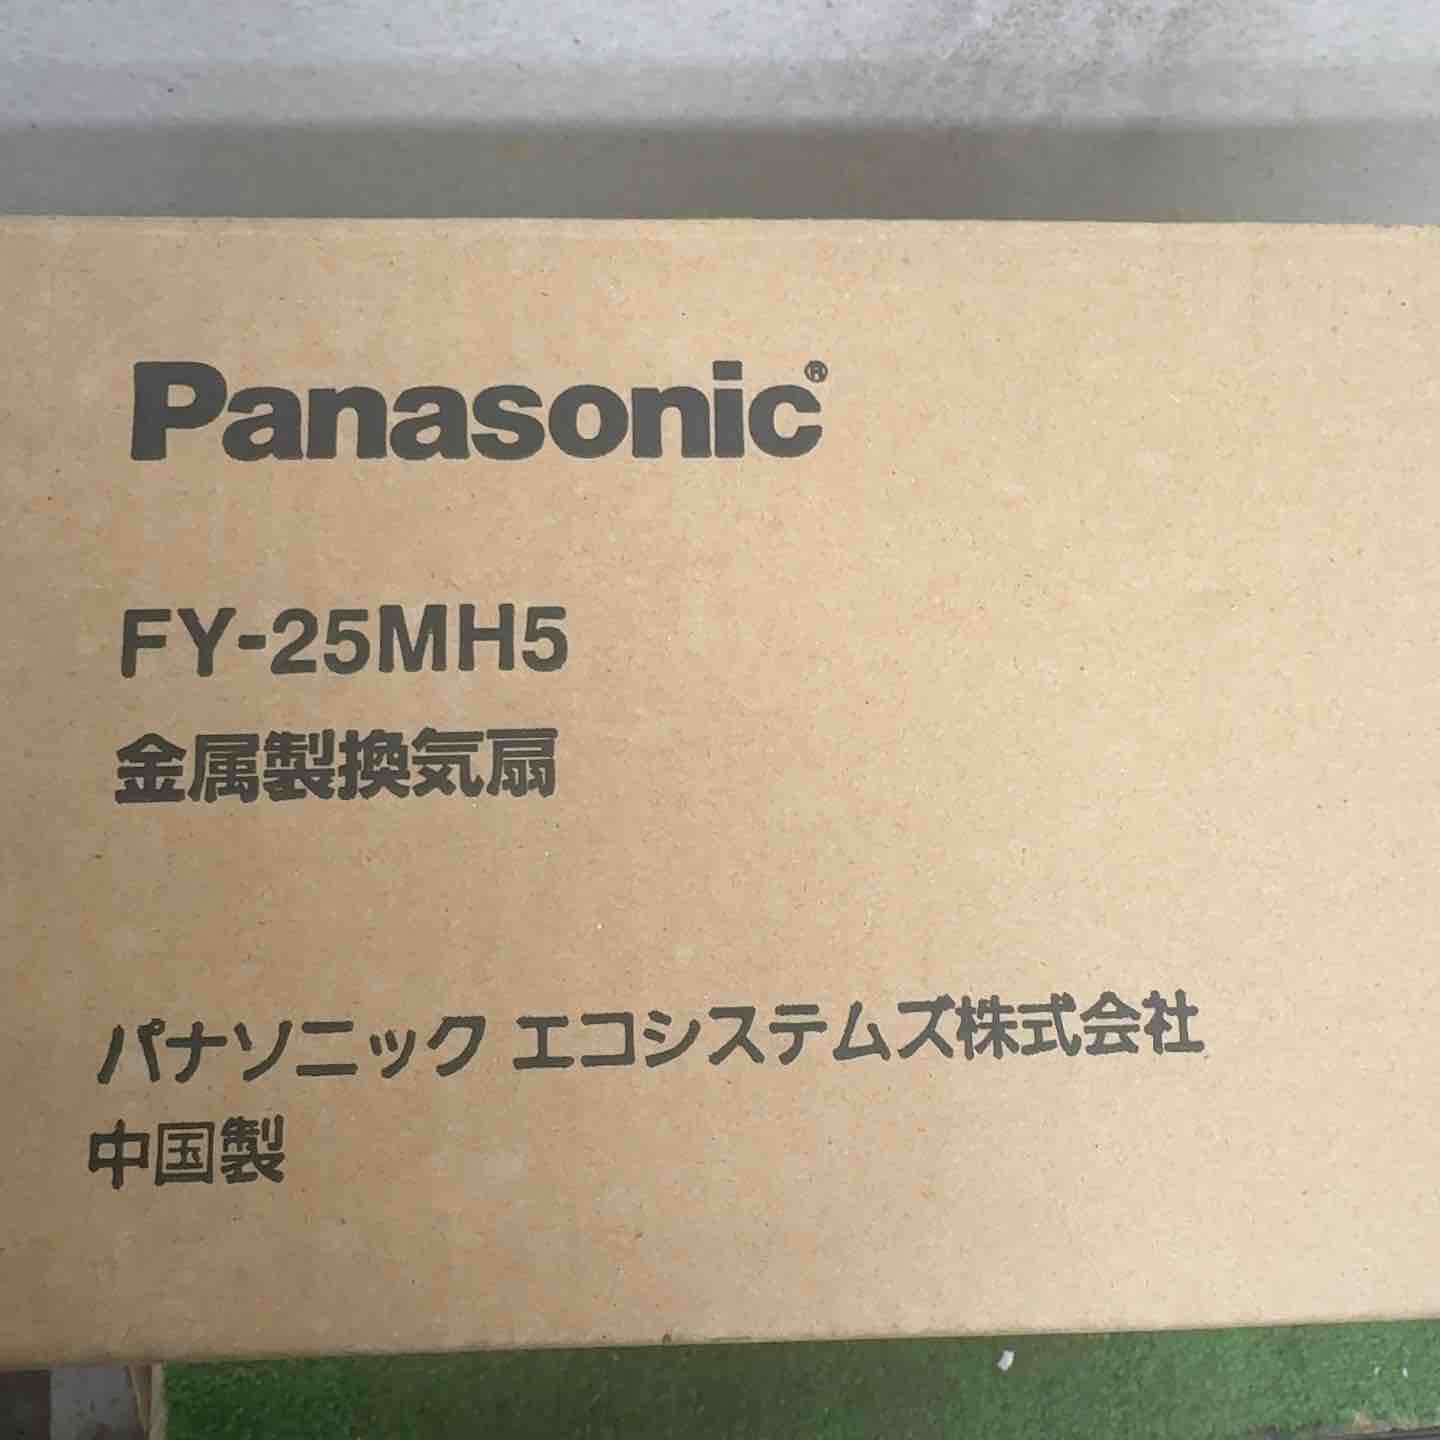 Panasonic®
FY-25MH5
金属製換気扇
パナソニック エコシステムズ株式会社
中国製